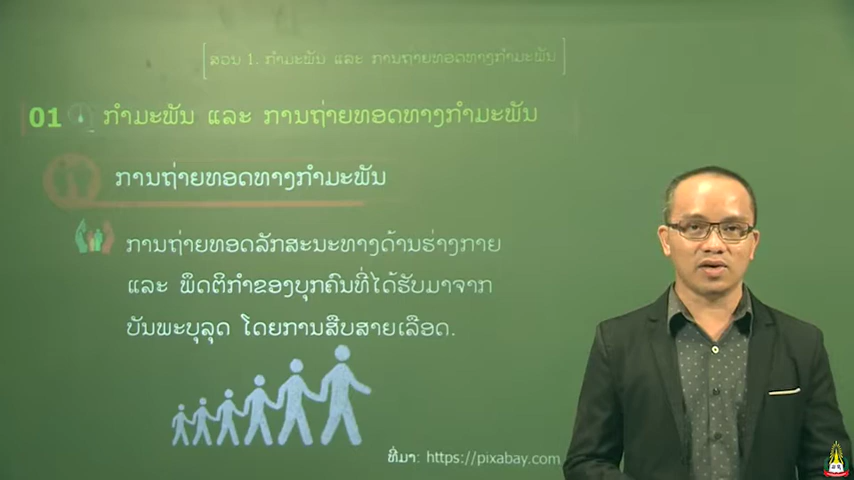 ສວນ 1. ກຳມະພັນ ແລະ ການຖ່າຍທອດທາງກຳມະພັນ
01 ກຳມະພັນ ແລະ ການຖ່າຍທອດທາງກຳມະພັນ
ການຖ່າຍທອດທາງກຳມະພັນ
ການຖ່າຍທອດລັກສະນະທາງດ້ານຮ່າງກາຍ
ແລະ ພຶດຕິກຳຂອງບຸກຄົນທີ່ໄດ້ຮັບມາຈາກ
ບັນພະບຸລຸດ ໂດຍການສືບສາຍເລືອດ.
ທີ່ມາ: https://pixabay.com